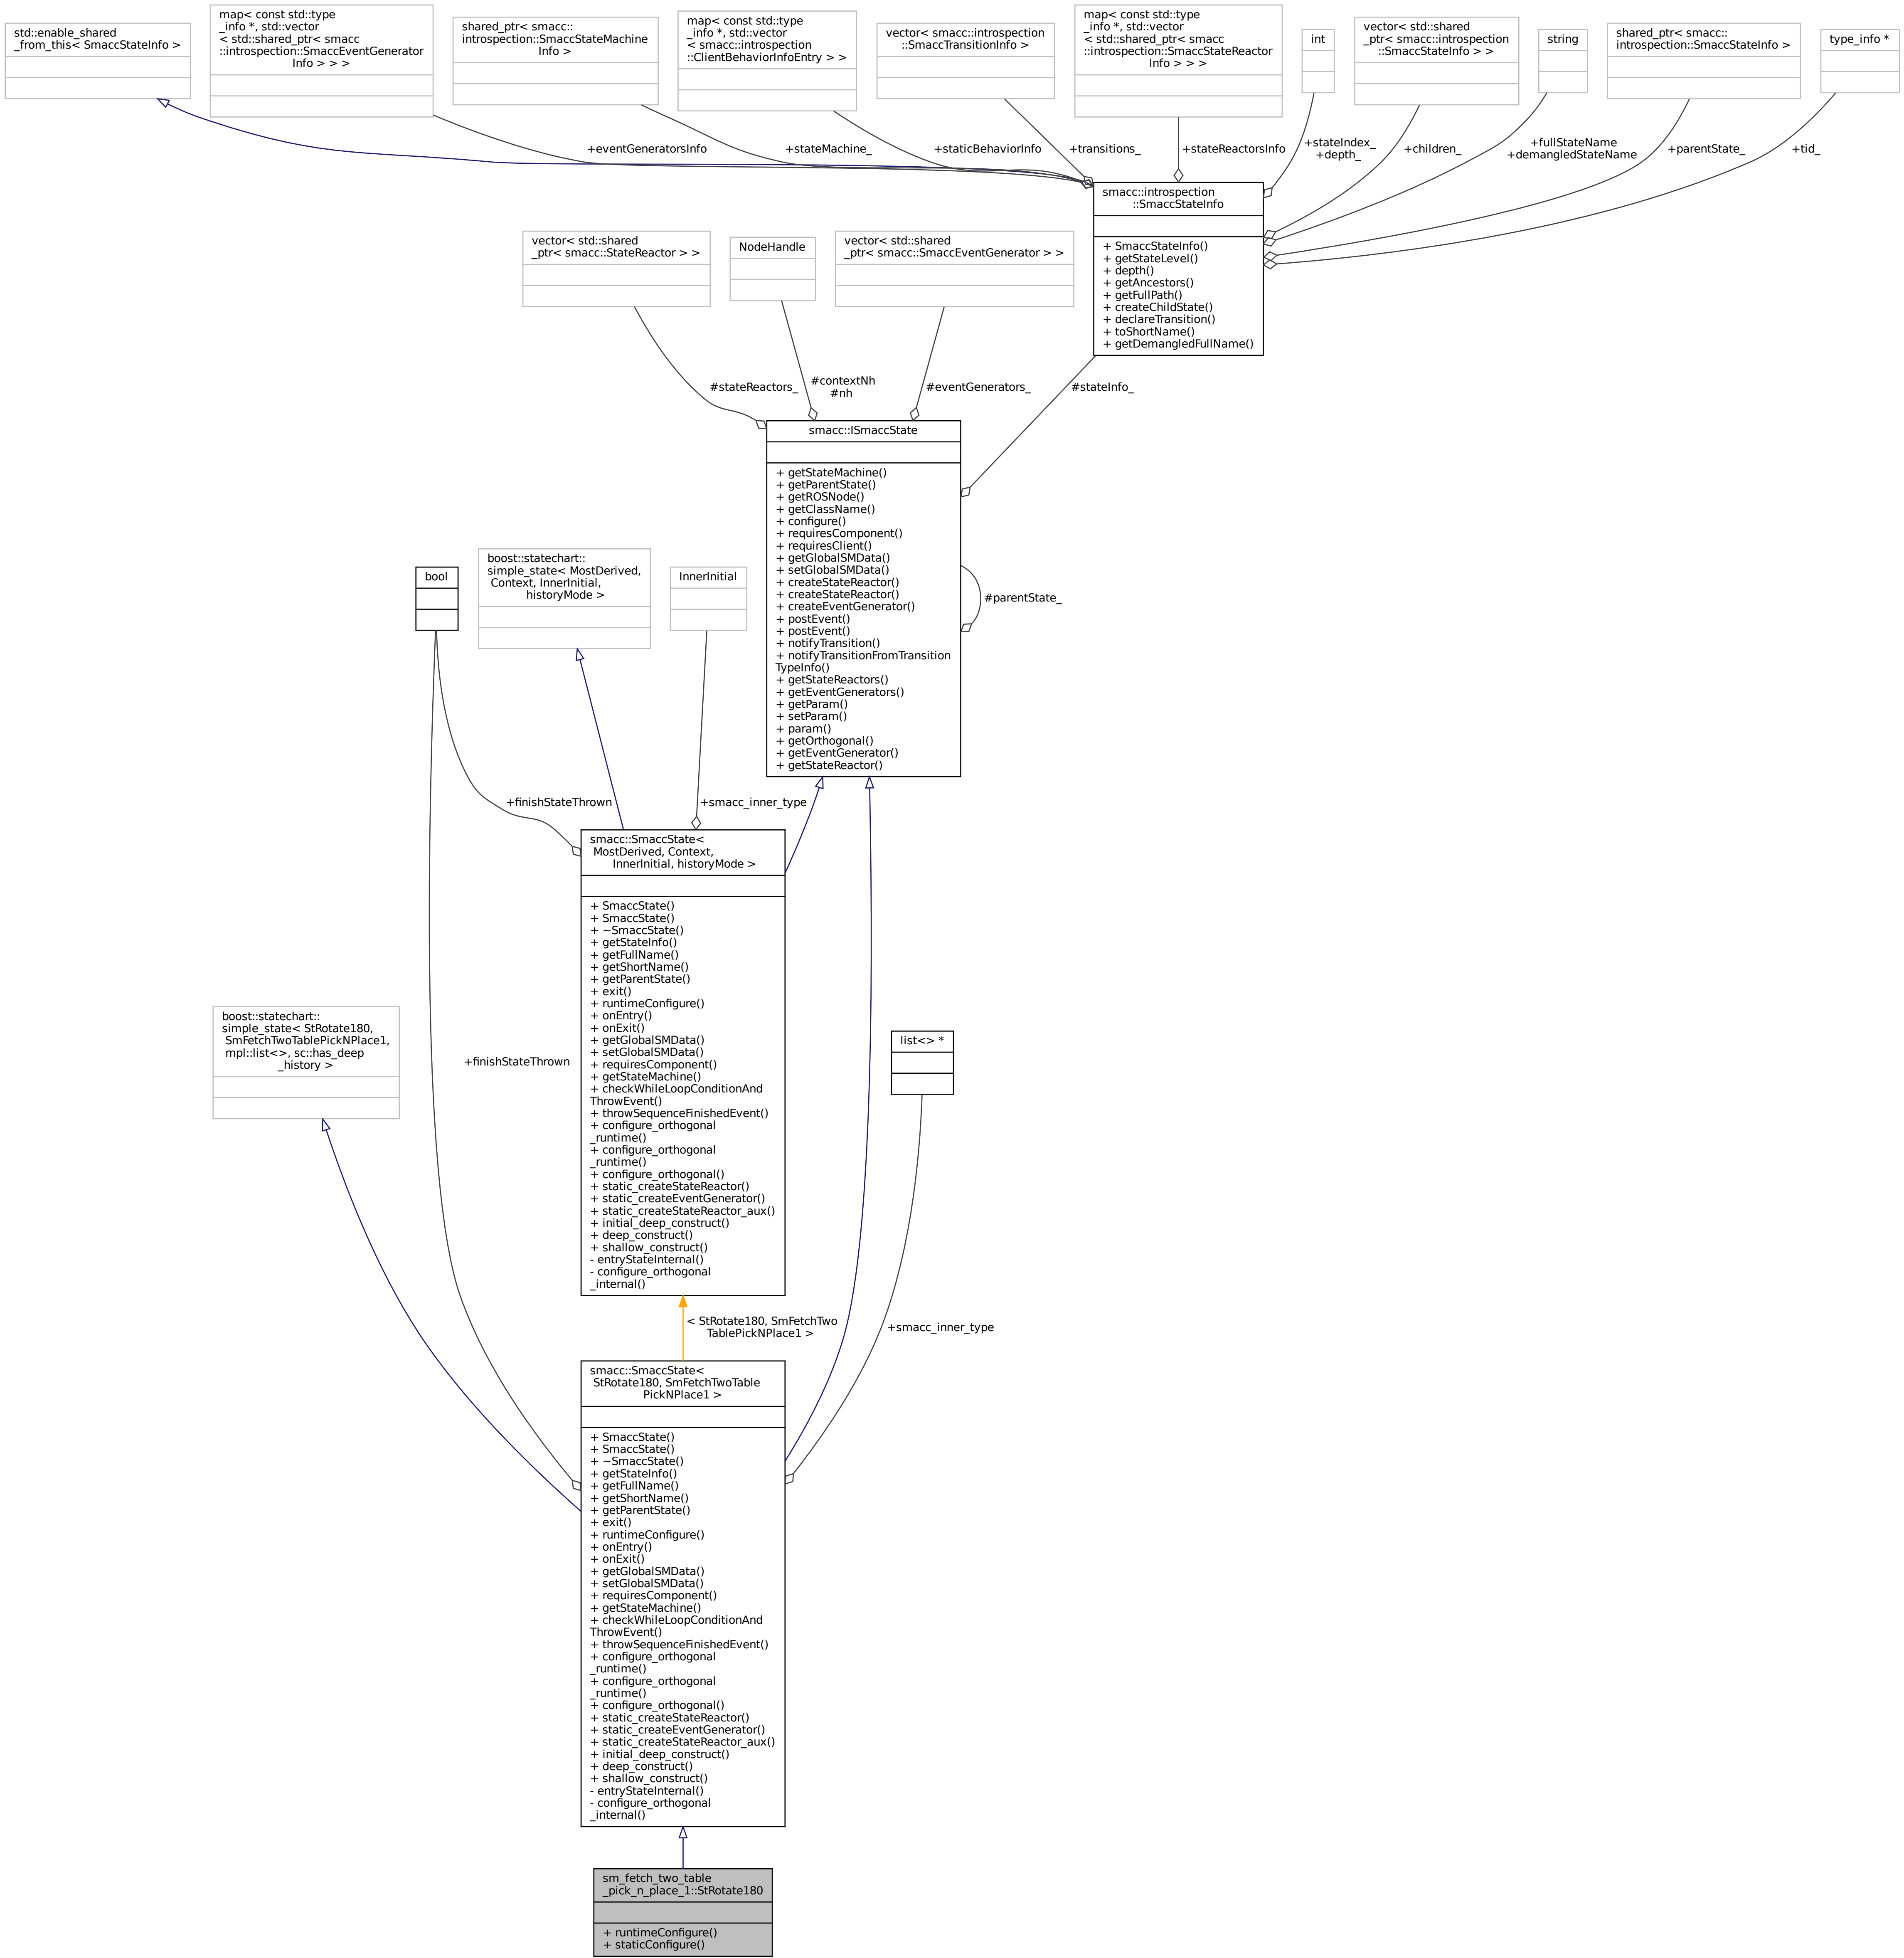 std::enable_shared
_from_this< SmaccStateInfo >
map< const std::type
_info *, std::vector
< std::shared_ptr< smacc
::introspection::SmaccEventGenerator
Info > > >
shared_ptr< smacc::
introspection::SmaccStateMachine
Info >
map< const std::type
_info *, std::vector
< smacc::introspection
::ClientBehaviorInfoEntry > >
vector< smacc::introspection
::SmaccTransitionInfo >
map< const std::type
_info *, std::vector
< std::shared_ptr< smacc
::introspection::SmaccStateReactor
Info > > >
int
vector< std::shared
_ptr< smacc::introspection
::SmaccStateInfo > >
string
shared_ptr< smacc::
introspection::SmaccStateInfo >
type_info *
+eventGeneratorsInfo
+stateMachine_
+staticBehaviorInfo
+transitions_
+stateReactorsInfo
+stateIndex_
+depth_
+children_
+fullStateName
+demangledStateName
+parentState_
+tid_
smacc::introspection
::SmaccStateInfo
+ SmaccStateInfo()
+ getStateLevel()
+ depth()
+ getAncestors()
+ getFullPath()
+ createChildState()
+ declareTransition()
+ toShortName()
+ getDemangledFullName()
vector< std::shared
_ptr< smacc::StateReactor > >
NodeHandle
vector< std::shared
_ptr< smacc::SmaccEventGenerator > >
#stateReactors_
#contextNh
#nh
#eventGenerators_
#stateInfo_
smacc::ISmaccState
+ getStateMachine()
+ getParentState()
+ getROSNode()
+ getClassName()
+ configure()
+ requiresComponent()
+ requiresClient()
+ getGlobalSMData()
+ setGlobalSMData()
+ createStateReactor()
+ createStateReactor()
+ createEventGenerator()
+ postEvent()
+ postEvent()
+ notifyTransition()
+ notifyTransitionFromTransition
TypeInfo()
+ getStateReactors()
+ getEventGenerators()
+ getParam()
+ setParam()
+ param()
+ getOrthogonal()
+ getEventGenerator()
+ getStateReactor()
#parentState_
bool
boost::statechart::
simple_state< MostDerived,
Context, InnerInitial,
historyMode >
InnerInitial
+finishStateThrown
+smacc_inner_type
smacc::SmaccState<
MostDerived, Context,
InnerInitial, historyMode >
+ SmaccState()
+ SmaccState()
+ ~SmaccState()
+ getStateInfo()
+ getFullName()
+ getShortName()
+ getParentState()
+ exit()
+ runtimeConfigure()
+ onEntry()
+ onExit()
+ getGlobalSMData()
+ setGlobalSMData()
+ requiresComponent()
+ getStateMachine()
+ checkWhileLoopConditionAnd
ThrowEvent()
+ throwSequenceFinishedEvent()
+ configure_orthogonal
_runtime()
+ configure_orthogonal
_runtime()
+ configure_orthogonal()
+ static_createStateReactor()
+ static_createEventGenerator()
+ static_createStateReactor_aux()
+ initial_deep_construct()
+ deep_construct()
+ shallow_construct()
- entryStateInternal()
- configure_orthogonal
_internal()
boost::statechart::
simple_state< StRotate180,
SmFetchTwoTablePickNPlace1,
mpl::list<>, sc::has_deep
_history >
+finishStateThrown
list<> *
< StRotate180, SmFetchTwo
TablePickNPlace1 >
+smacc_inner_type
smacc::SmaccState<
StRotate180, SmFetchTwoTable
PickNPlace1 >
+ SmaccState()
+ SmaccState()
+ ~SmaccState()
+ getStateInfo()
+ getFullName()
+ getShortName()
+ getParentState()
+ exit()
+ runtimeConfigure()
+ onEntry()
+ onExit()
+ getGlobalSMData()
+ setGlobalSMData()
+ requiresComponent()
+ getStateMachine()
+ checkWhileLoopConditionAnd
ThrowEvent()
+ throwSequenceFinishedEvent()
+ configure_orthogonal
_runtime()
+ configure_orthogonal
_runtime()
+ configure_orthogonal()
+ static_createStateReactor()
+ static_createEventGenerator()
+ static_createStateReactor_aux()
+ initial_deep_construct()
+ deep_construct()
+ shallow_construct()
- entryStateInternal()
- configure_orthogonal
_internal()
sm_fetch_two_table
_pick_n_place_1::StRotate180
+ runtimeConfigure()
+ staticConfigure()